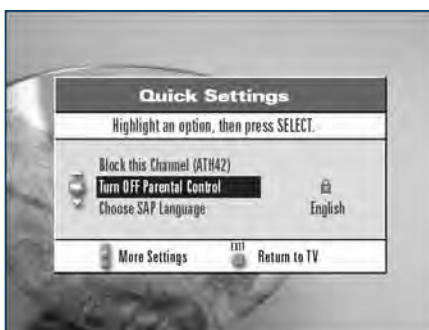 Quick Settings
Highlight an option, then press SELECT.
Block this Channel (ATH42)
Turn OFF Parental Control
Choose SAP Language English
More Settings EXIT Return to TV